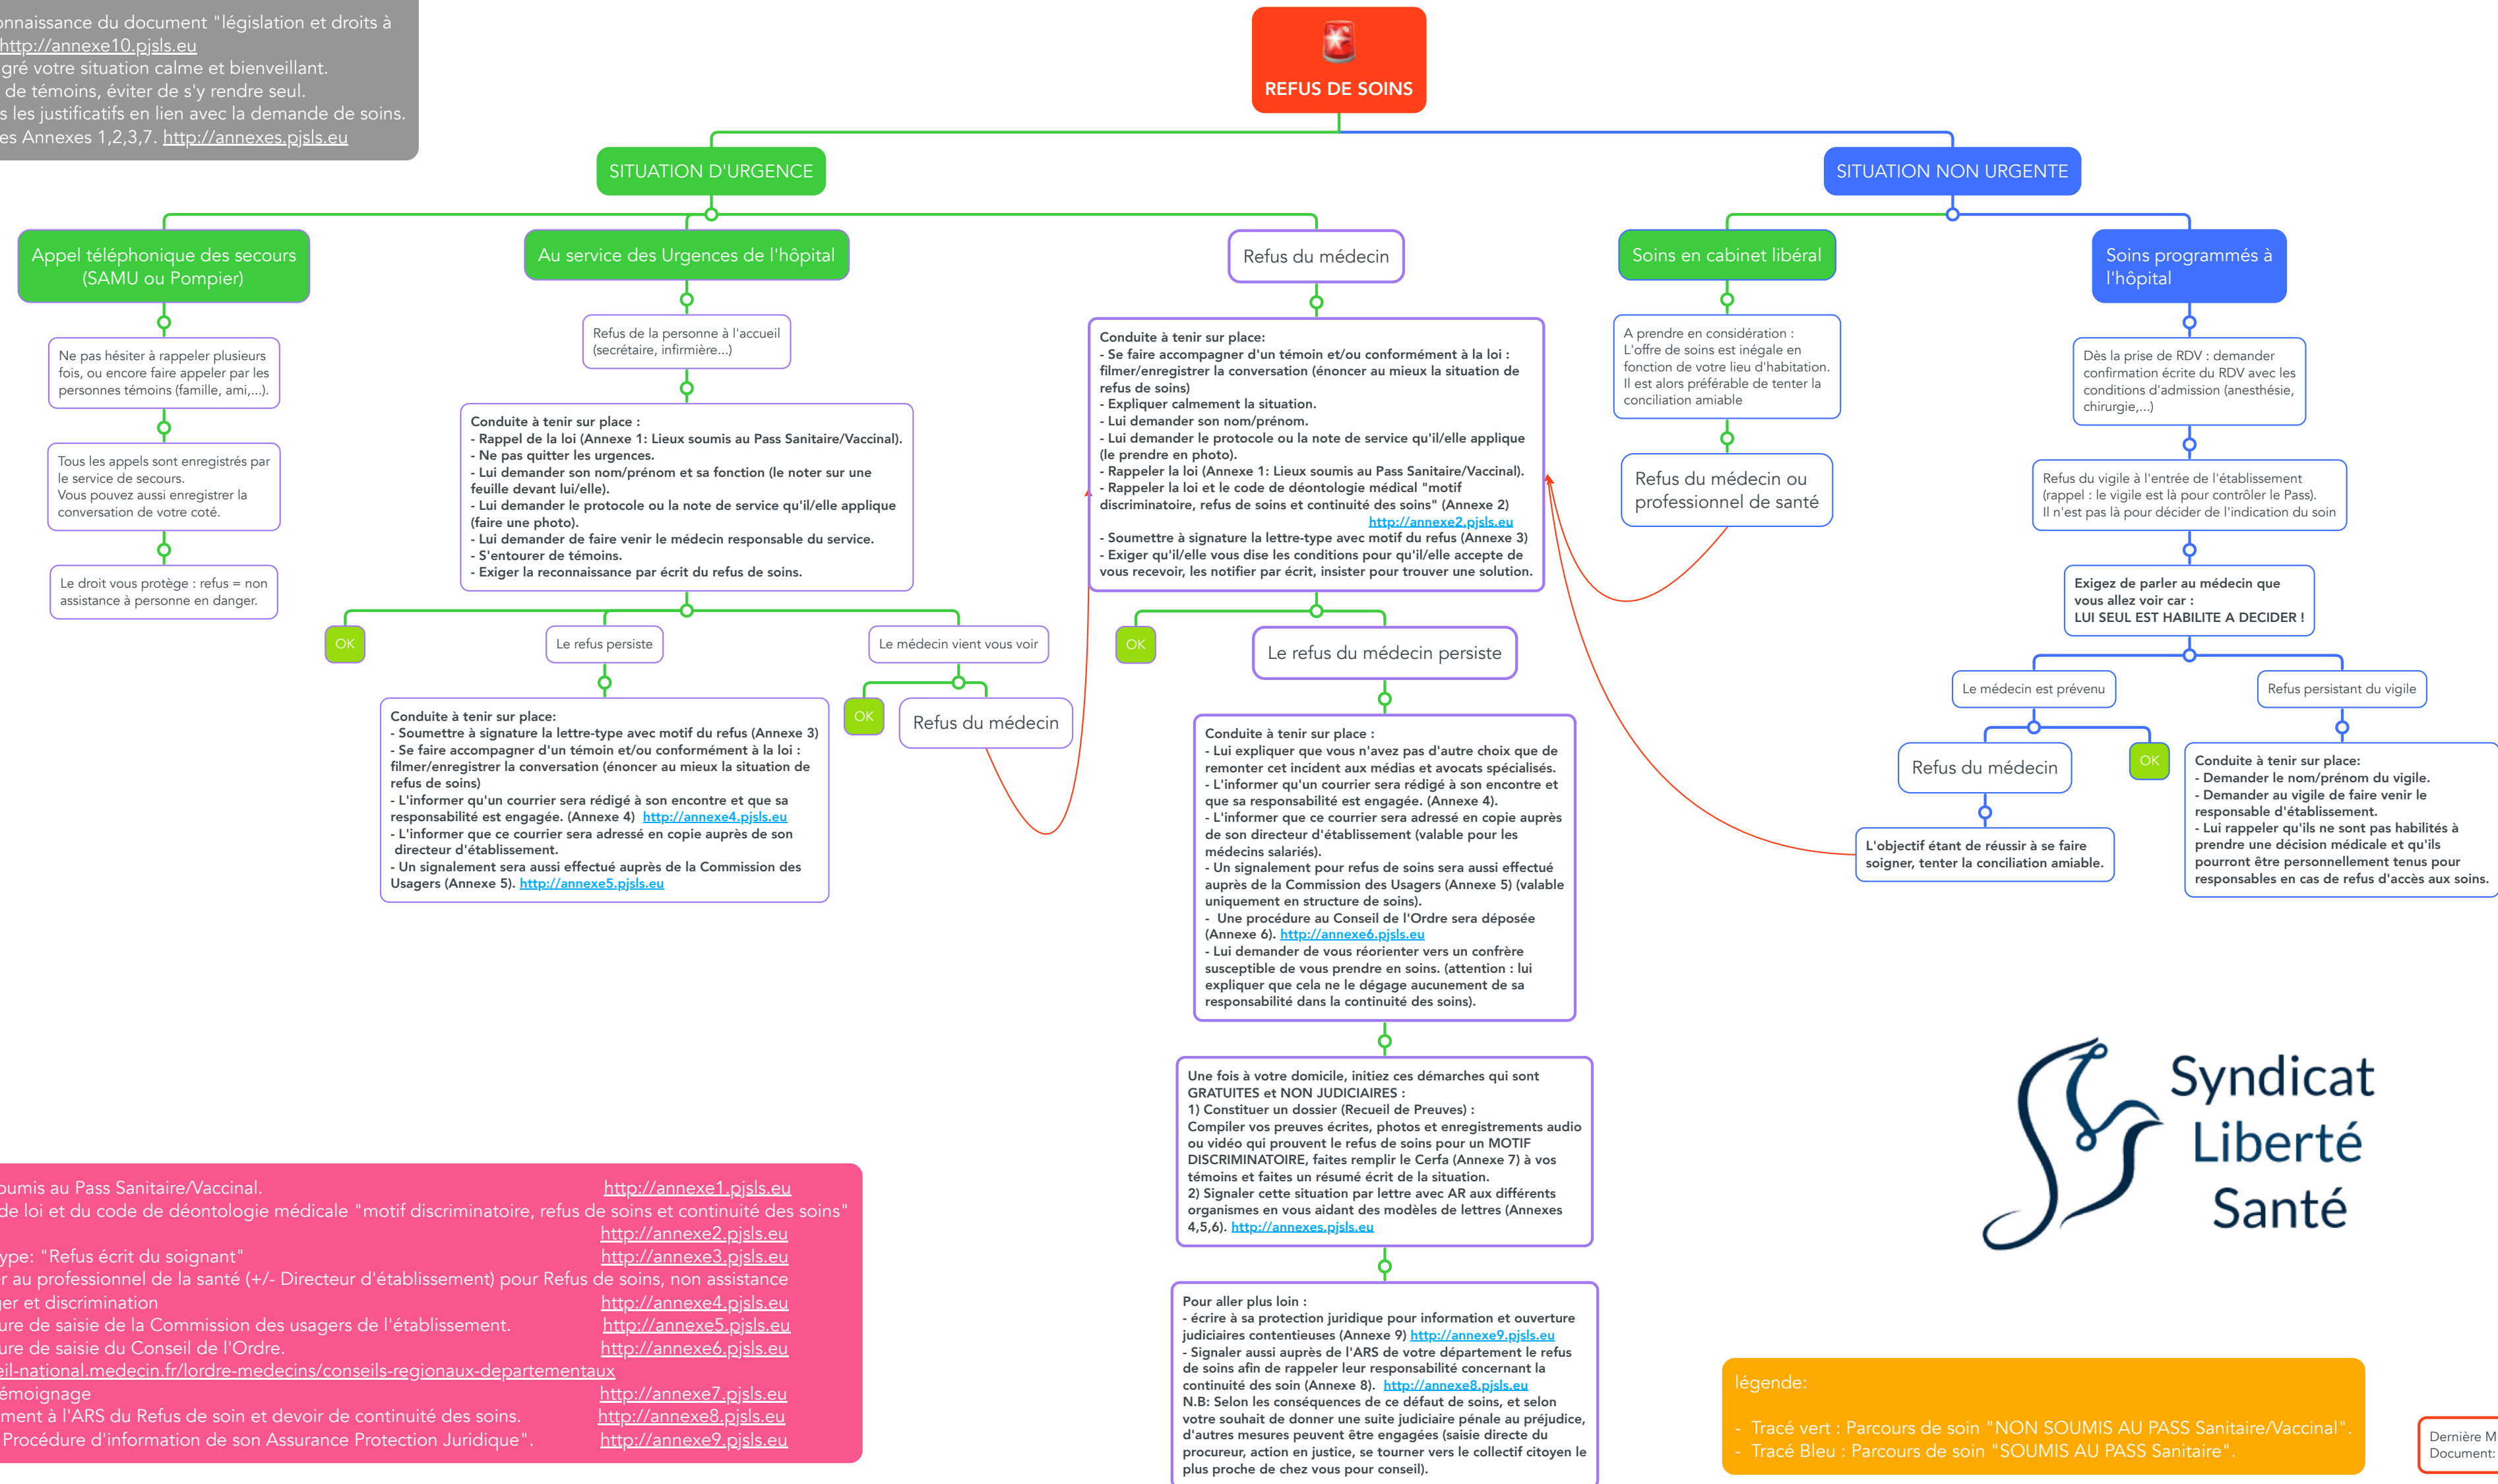 onnaissance du document "législation et droits à
http://annexe10.pjsls.eu
gré votre situation calme et bienveillant.
de témoins, éviter de s'y rendre seul.
s les justificatifs en lien avec la demande de soins.
es Annexes 1,2,3,7. http://annexes.pjsls.eu
REFUS DE SOINS
SITUATION D'URGENCE
SITUATION NON URGENTE
Appel téléphonique des secours
(SAMU ou Pompier)
Ne pas hésiter à rappeler plusieurs
fois, ou encore faire appeler par les
personnes témoins (famille, ami,...).
Tous les appels sont enregistrés par
le service de secours.
Vous pouvez aussi enregistrer la
conversation de votre coté.
Le droit vous protège : refus = non
assistance à personne en danger.
Au service des Urgences de l'hôpital
Refus de la personne à l'accueil
(secrétaire, infirmière...)
Conduite à tenir sur place :
- Rappel de la loi (Annexe 1: Lieux soumis au Pass Sanitaire/Vaccinal).
- Ne pas quitter les urgences.
- Lui demander son nom/prénom et sa fonction (le noter sur une
feuille devant lui/elle).
- Lui demander le protocole ou la note de service qu'il/elle applique
(faire une photo).
- Lui demander de faire venir le médecin responsable du service.
- S'entourer de témoins.
- Exiger la reconnaissance par écrit du refus de soins.
OK
Le refus persiste
Le médecin vient vous voir
Conduite à tenir sur place:
- Soumettre à signature la lettre-type avec motif du refus (Annexe 3)
- Se faire accompagner d'un témoin et/ou conformément à la loi :
filmer/enregistrer la conversation (énoncer au mieux la situation de
refus de soins)
- L'informer qu'un courrier sera rédigé à son encontre et que sa
responsabilité est engagée. (Annexe 4) http://annexe4.pjsls.eu
- L'informer que ce courrier sera adressé en copie auprès de son
directeur d'établissement.
- Un signalement sera aussi effectué auprès de la Commission des
Usagers (Annexe 5). http://annexe5.pjsls.eu
OK
Refus du médecin
Refus du médecin
Conduite à tenir sur place:
- Se faire accompagner d'un témoin et/ou conformément à la loi :
filmer/enregistrer la conversation (énoncer au mieux la situation de
refus de soins)
- Expliquer calmement la situation.
- Lui demander son nom/prénom.
- Lui demander le protocole ou la note de service qu'il/elle applique
(le prendre en photo).
- Rappeler la loi (Annexe 1: Lieux soumis au Pass Sanitaire/Vaccinal).
- Rappeler la loi et le code de déontologie médical "motif
discriminatoire, refus de soins et continuité des soins" (Annexe 2)
http://annexe2.pjsls.eu
- Soumettre à signature la lettre-type avec motif du refus (Annexe 3)
- Exiger qu'il/elle vous dise les conditions pour qu'il/elle accepte de
vous recevoir, les notifier par écrit, insister pour trouver une solution.
OK
Le refus du médecin persiste
Conduite à tenir sur place :
- Lui expliquer que vous n'avez pas d'autre choix que de
remonter cet incident aux médias et avocats spécialisés.
- L'informer qu'un courrier sera rédigé à son encontre et
que sa responsabilité est engagée. (Annexe 4).
- L'informer que ce courrier sera adressé en copie auprès
de son directeur d'établissement (valable pour les
médecins salariés).
- Un signalement pour refus de soins sera aussi effectué
auprès de la Commission des Usagers (Annexe 5) (valable
uniquement en structure de soins).
- Une procédure au Conseil de l'Ordre sera déposée
(Annexe 6). http://annexe6.pjsls.eu
- Lui demander de vous réorienter vers un confrère
susceptible de vous prendre en soins. (attention : lui
expliquer que cela ne le dégage aucunement de sa
responsabilité dans la continuité des soins).
Une fois à votre domicile, initiez ces démarches qui sont
GRATUITES et NON JUDICIAIRES :
1) Constituer un dossier (Recueil de Preuves) :
Compiler vos preuves écrites, photos et enregistrements audio
ou vidéo qui prouvent le refus de soins pour un MOTIF
DISCRIMINATOIRE, faites remplir le Cerfa (Annexe 7) à vos
témoins et faites un résumé écrit de la situation.
2) Signaler cette situation par lettre avec AR aux différents
organismes en vous aidant des modèles de lettres (Annexes
4,5,6). http://annexes.pjsls.eu
Pour aller plus loin :
- écrire à sa protection juridique pour information et ouverture
judiciaires contentieuses (Annexe 9) http://annexe9.pjsls.eu
- Signaler aussi auprès de l'ARS de votre département le refus
de soins afin de rappeler leur responsabilité concernant la
continuité des soin (Annexe 8). http://annexe8.pjsls.eu
N.B: Selon les conséquences de ce défaut de soins, et selon
votre souhait de donner une suite judiciaire pénale au préjudice,
d'autres mesures peuvent être engagées (saisie directe du
procureur, action en justice, se tourner vers le collectif citoyen le
plus proche de chez vous pour conseil).
Soins en cabinet libéral
A prendre en considération :
L'offre de soins est inégale en
fonction de votre lieu d'habitation.
Il est alors préférable de tenter la
conciliation amiable
Refus du médecin ou
professionnel de santé
Soins programmés à
l'hôpital
Dès la prise de RDV : demander
confirmation écrite du RDV avec les
conditions d'admission (anesthésie,
chirurgie,...)
Refus du vigile à l'entrée de l'établissement
(rappel : le vigile est là pour contrôler le Pass).
Il n'est pas là pour décider de l'indication du soin
Exigez de parler au médecin que
vous allez voir car :
LUI SEUL EST HABILITE A DECIDER !
Le médecin est prévenu
Refus persistant du vigile
Refus du médecin
OK
L'objectif étant de réussir à se faire
soigner, tenter la conciliation amiable.
Conduite à tenir sur place:
- Demander le nom/prénom du vigile.
- Demander au vigile de faire venir le
responsable d'établissement.
- Lui rappeler qu'ils ne sont pas habilités à
prendre une décision médicale et qu'ils
pourront être personnellement tenus pour
responsables en cas de refus d'accès aux soins.
Syndicat
Liberté
Santé
oumis au Pass Sanitaire/Vaccinal. http://annexe1.pjsls.eu
de loi et du code de déontologie médicale "motif discriminatoire, refus de soins et continuité des soins"
http://annexe2.pjsls.eu
ype: "Refus écrit du soignant" http://annexe3.pjsls.eu
er au professionnel de la santé (+/- Directeur d'établissement) pour Refus de soins, non assistance
ger et discrimination http://annexe4.pjsls.eu
ure de saisie de la Commission des usagers de l'établissement. http://annexe5.pjsls.eu
ure de saisie du Conseil de l'Ordre. http://annexe6.pjsls.eu
eil-national.medecin.fr/lordre-medecins/conseils-regionaux-departementaux
émoignage http://annexe7.pjsls.eu
ment à l'ARS du Refus de soin et devoir de continuité des soins. http://annexe8.pjsls.eu
Procédure d'information de son Assurance Protection Juridique". http://annexe9.pjsls.eu
légende:
- Tracé vert : Parcours de soin "NON SOUMIS AU PASS Sanitaire/Vaccinal".
- Tracé Bleu : Parcours de soin "SOUMIS AU PASS Sanitaire".
Dernière M
Document: